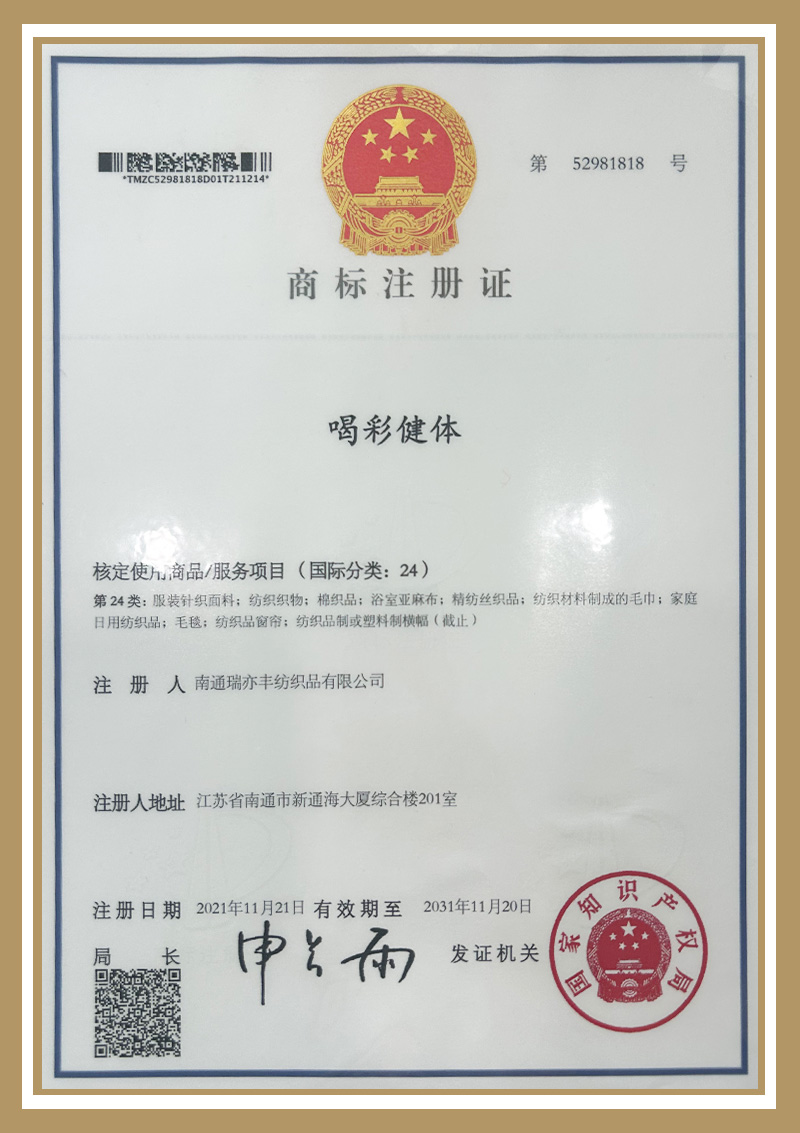 *TMZC52981818D01T211214*
第 52981818 号
商标注册证
喝彩健体
核定使用商品/服务项目（国际分类：24）
第24类：服装针织面料；纺织织物；棉织品；浴室亚麻布；精纺丝织品；纺织材料制成的毛巾；家庭
日用纺织品；毛毯；纺织品窗帘；纺织品制或塑料制横幅（截止）
注册人 南通瑞亦丰纺织品有限公司
注册人地址 江苏省南通市新通海大厦综合楼201室
注册日期 2021年11月21日 有效期至 2031年11月20日
局长 申长雨 发证机关
国家知识产权局